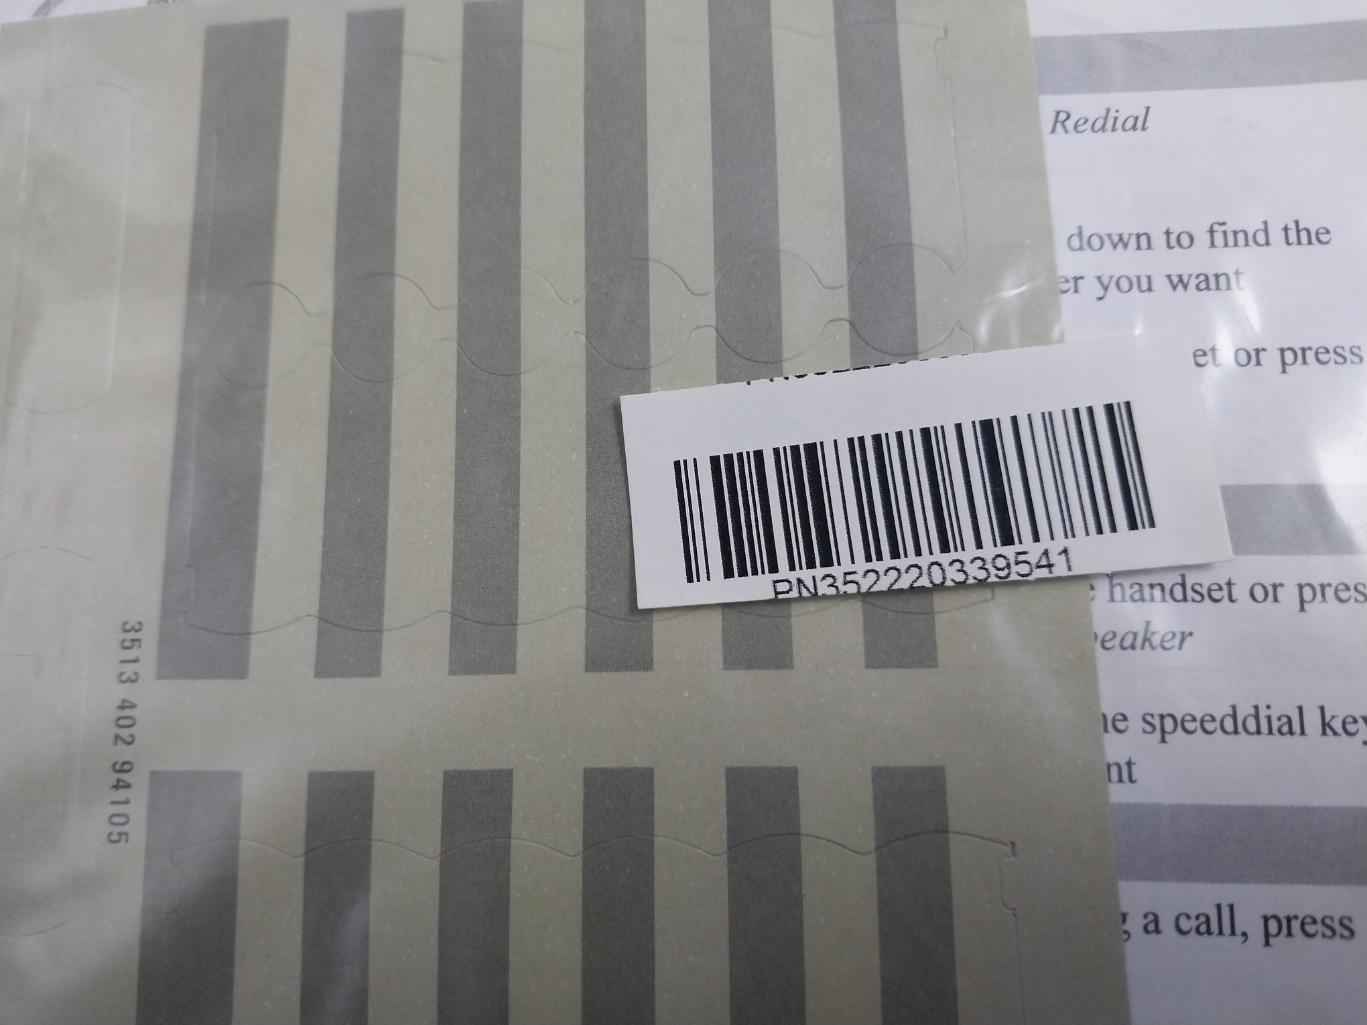 Redial
down to find the
er you want
et or press
PN352220339541
handset or pres
eaker
speeddial key
nt
a call, press
3513 402 94105